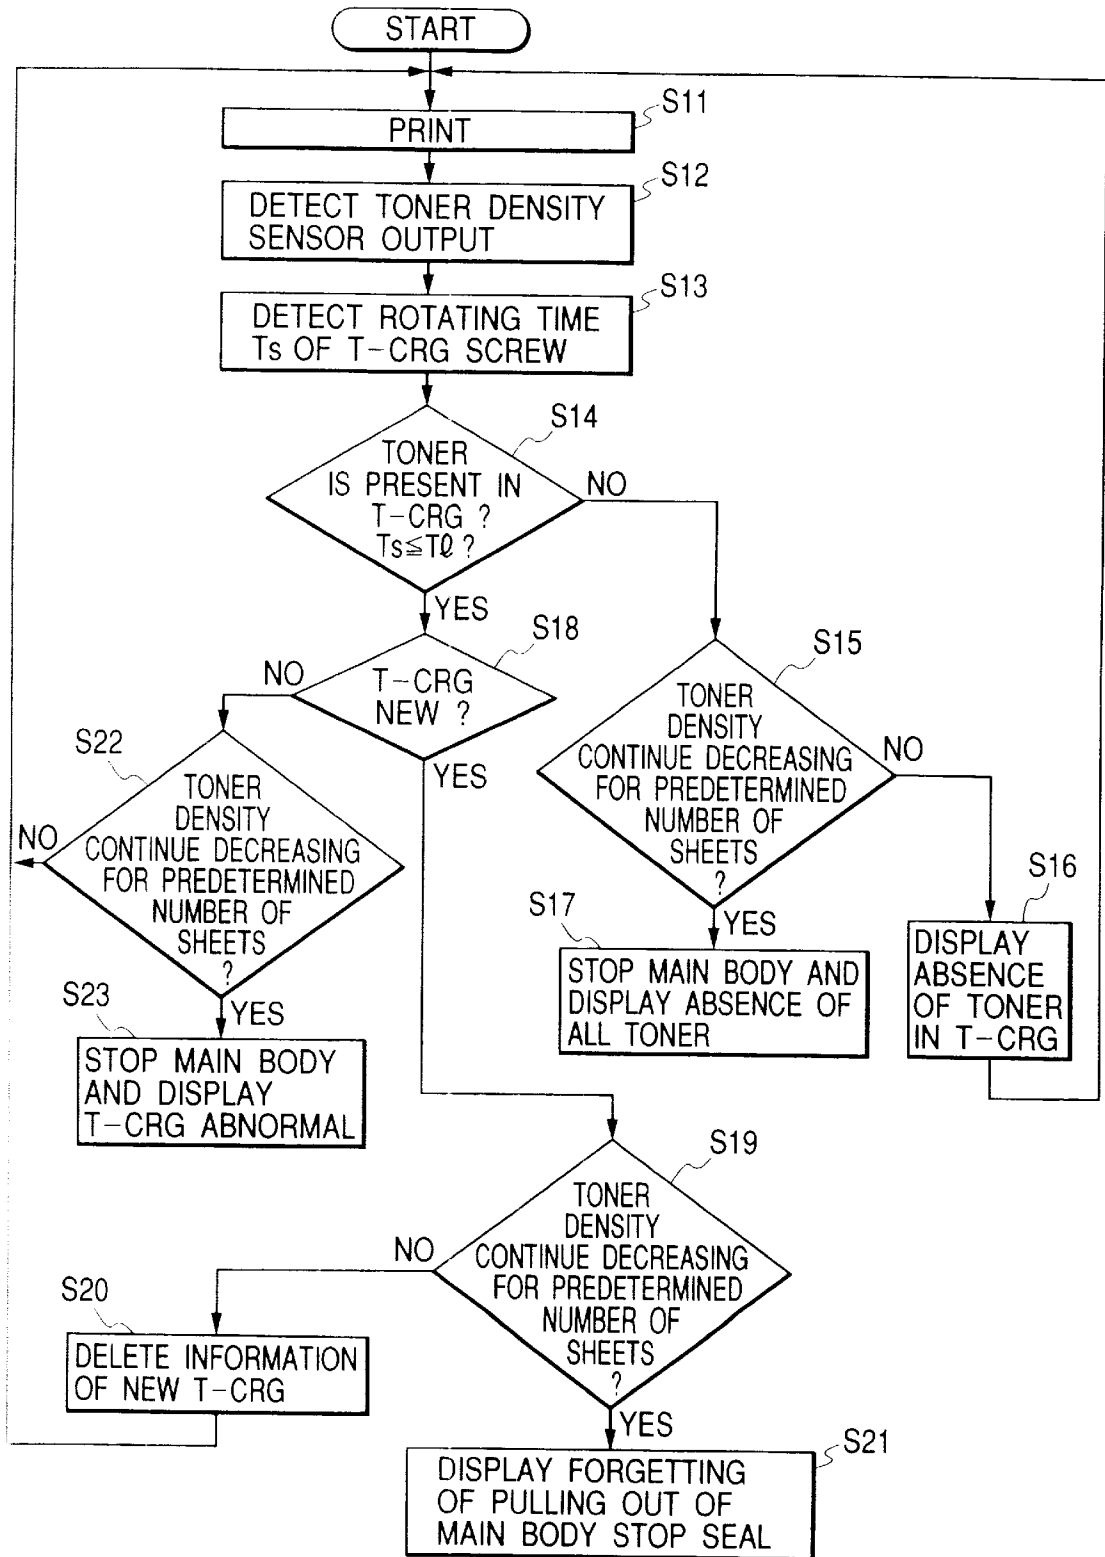 START
S11
PRINT
S12
DETECT TONER DENSITY
SENSOR OUTPUT
S13
DETECT ROTATING TIME
Ts OF T-CRG SCREW
S14
TONER
IS PRESENT IN
T-CRG ?
Ts≦Tℓ ?
NO
YES
S18
T-CRG
NEW ?
NO
YES
S15
TONER
DENSITY
CONTINUE DECREASING
FOR PREDETERMINED
NUMBER OF
SHEETS
?
NO
YES
S16
DISPLAY
ABSENCE
OF TONER
IN T-CRG
S17
STOP MAIN BODY AND
DISPLAY ABSENCE OF
ALL TONER
S22
TONER
DENSITY
CONTINUE DECREASING
FOR PREDETERMINED
NUMBER OF
SHEETS
?
NO
YES
S23
STOP MAIN BODY
AND DISPLAY
T-CRG ABNORMAL
S19
TONER
DENSITY
CONTINUE DECREASING
FOR PREDETERMINED
NUMBER OF
SHEETS
?
NO
YES
S20
DELETE INFORMATION
OF NEW T-CRG
S21
DISPLAY FORGETTING
OF PULLING OUT OF
MAIN BODY STOP SEAL